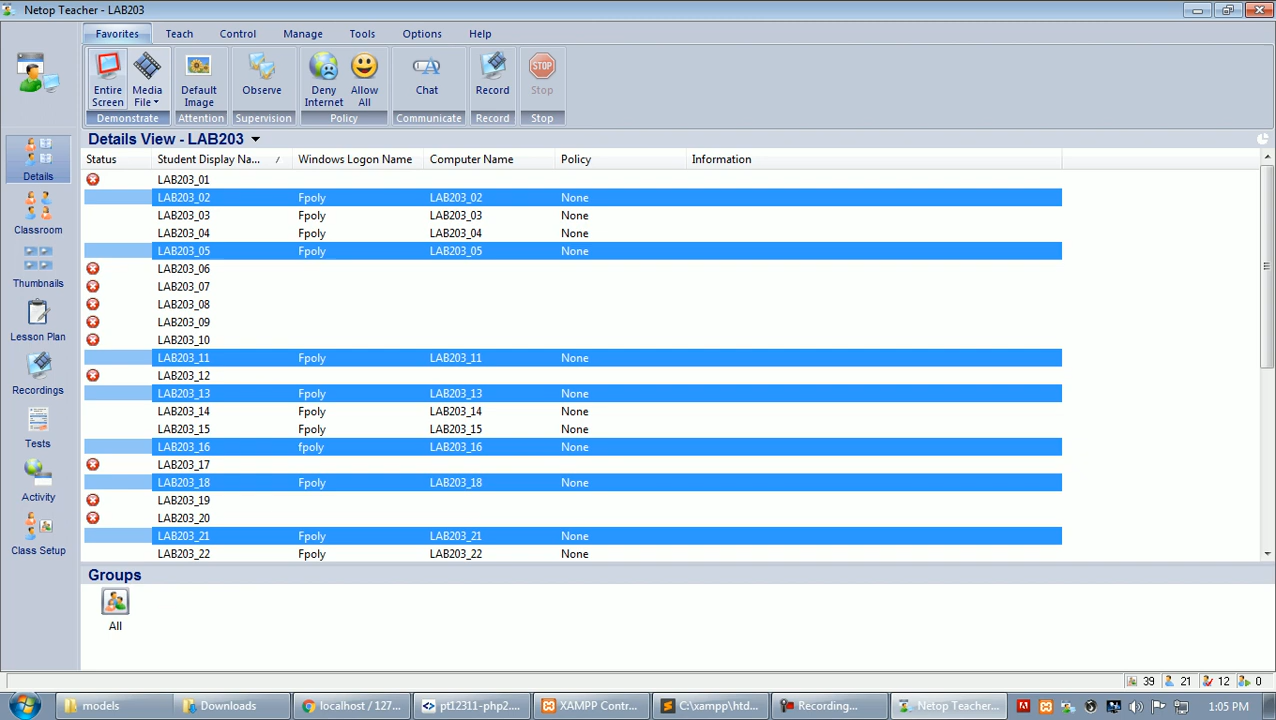 Netop Teacher - LAB203
Favorites Teach Control Manage Tools Options Help
Entire Screen Media File Default Image Observe Deny Internet Allow All Chat Record Stop
Demonstrate Attention Supervision Policy Communicate Record Stop
Details View - LAB203
Status Student Display Na... Windows Logon Name Computer Name Policy Information
LAB203_01
LAB203_02 Fpoly LAB203_02 None
LAB203_03 Fpoly LAB203_03 None
LAB203_04 Fpoly LAB203_04 None
LAB203_05 Fpoly LAB203_05 None
LAB203_06
LAB203_07
LAB203_08
LAB203_09
LAB203_10
LAB203_11 Fpoly LAB203_11 None
LAB203_12
LAB203_13 Fpoly LAB203_13 None
LAB203_14 Fpoly LAB203_14 None
LAB203_15 Fpoly LAB203_15 None
LAB203_16 fpoly LAB203_16 None
LAB203_17
LAB203_18 Fpoly LAB203_18 None
LAB203_19
LAB203_20
LAB203_21 Fpoly LAB203_21 None
LAB203_22 Fpoly LAB203_22 None
Details
Classroom
Thumbnails
Lesson Plan
Recordings
Tests
Activity
Class Setup
Groups
All
39 21 12 0
models Downloads localhost / 127... pt12311-php2.... XAMPP Contr... C:\xampp\htd... Recording... Netop Teacher... 1:05 PM